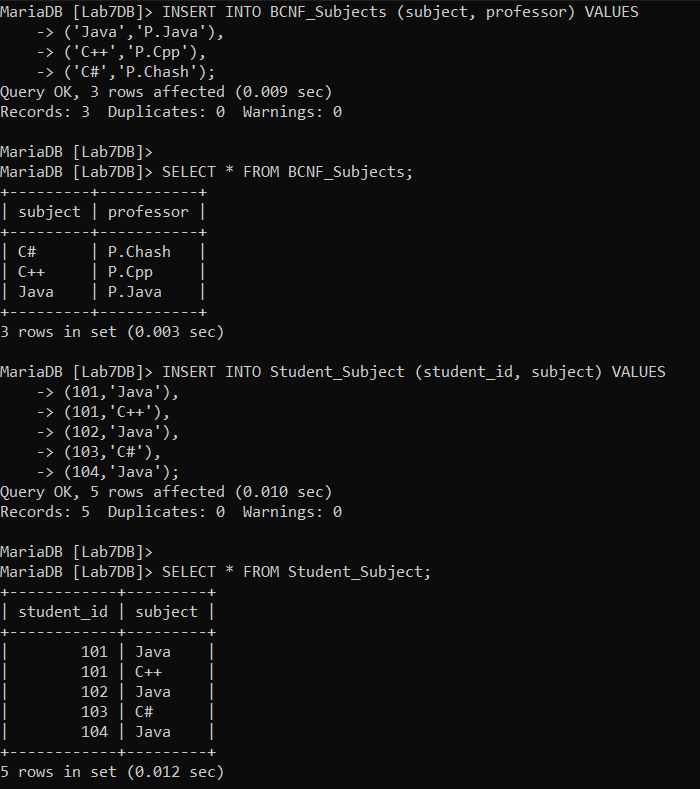 MariaDB [Lab7DB]> INSERT INTO BCNF_Subjects (subject, professor) VALUES
    -> ('Java','P.Java'),
    -> ('C++','P.Cpp'),
    -> ('C#','P.Chash');
Query OK, 3 rows affected (0.009 sec)
Records: 3  Duplicates: 0  Warnings: 0

MariaDB [Lab7DB]>
MariaDB [Lab7DB]> SELECT * FROM BCNF_Subjects;
+---------+-----------+
| subject | professor |
+---------+-----------+
| C#      | P.Chash   |
| C++     | P.Cpp     |
| Java    | P.Java    |
+---------+-----------+
3 rows in set (0.003 sec)

MariaDB [Lab7DB]> INSERT INTO Student_Subject (student_id, subject) VALUES
    -> (101,'Java'),
    -> (101,'C++'),
    -> (102,'Java'),
    -> (103,'C#'),
    -> (104,'Java');
Query OK, 5 rows affected (0.010 sec)
Records: 5  Duplicates: 0  Warnings: 0

MariaDB [Lab7DB]>
MariaDB [Lab7DB]> SELECT * FROM Student_Subject;
+------------+---------+
| student_id | subject |
+------------+---------+
|        101 | Java    |
|        101 | C++     |
|        102 | Java    |
|        103 | C#      |
|        104 | Java    |
+------------+---------+
5 rows in set (0.012 sec)